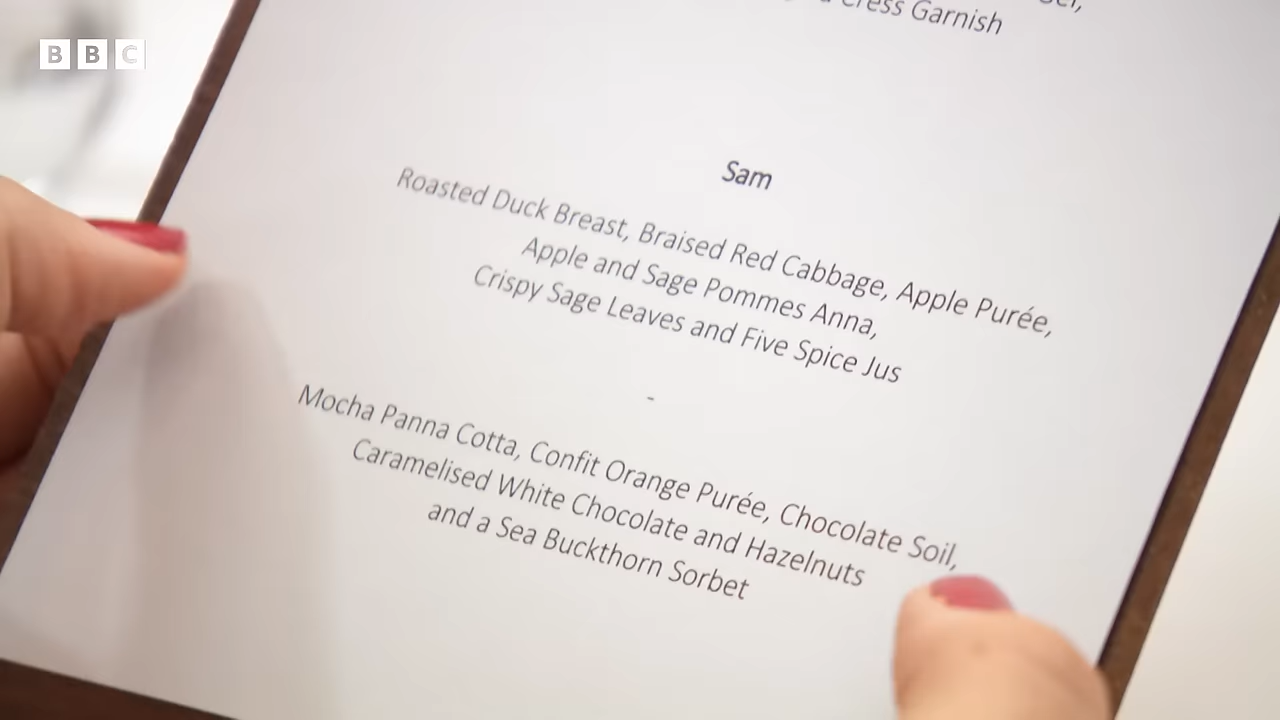 BBC
Cress Garnish
Sam
Roasted Duck Breast, Braised Red Cabbage, Apple Purée,
Apple and Sage Pommes Anna,
Crispy Sage Leaves and Five Spice Jus
-
Mocha Panna Cotta, Confit Orange Purée, Chocolate Soil,
Caramelised White Chocolate and Hazelnuts
and a Sea Buckthorn Sorbet